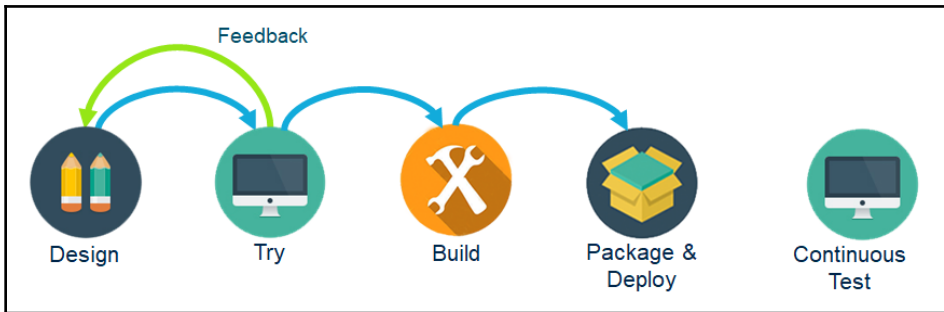 Feedback
Design
Try
Build
Package &
Deploy
Continuous
Test